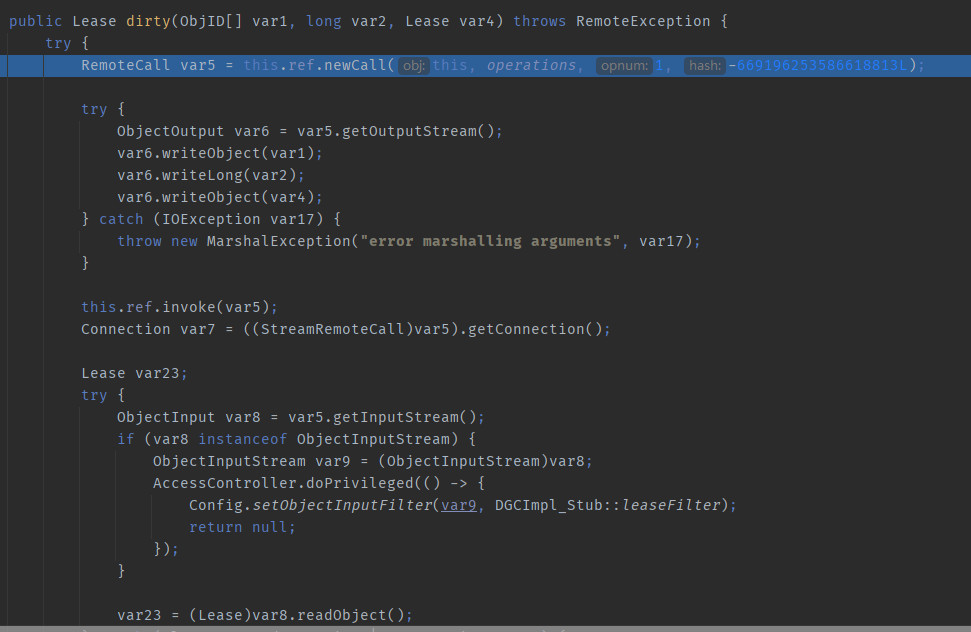 public Lease dirty(ObjID[] var1, long var2, Lease var4) throws RemoteException {
try {
RemoteCall var5 = this.ref.newCall( obj: this, operations, opnum: 1, hash: -669196253586618813L);
try {
ObjectOutput var6 = var5.getOutputStream();
var6.writeObject(var1);
var6.writeLong(var2);
var6.writeObject(var4);
} catch (IOException var17) {
throw new MarshalException("error marshalling arguments", var17);
}
this.ref.invoke(var5);
Connection var7 = ((StreamRemoteCall)var5).getConnection();
Lease var23;
try {
ObjectInput var8 = var5.getInputStream();
if (var8 instanceof ObjectInputStream) {
ObjectInputStream var9 = (ObjectInputStream)var8;
AccessController.doPrivileged(() -> {
Config.setObjectInputFilter(var9, DGCImpl_Stub::leaseFilter);
return null;
});
}
var23 = (Lease)var8.readObject();